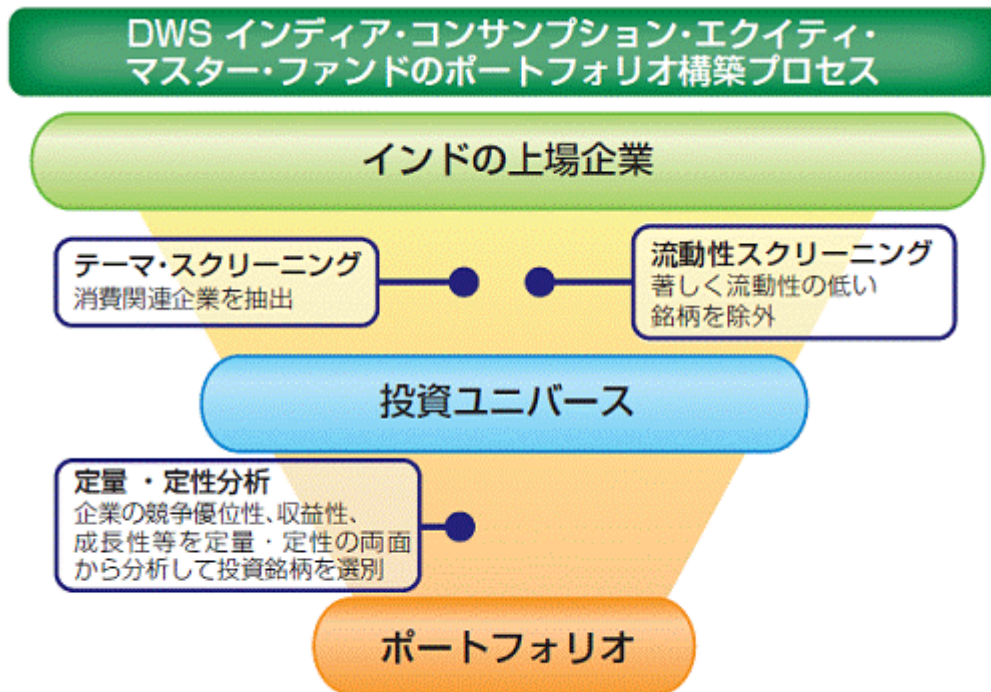 DWS インディア・コンサンプション・エクイティ・
マスター・ファンドのポートフォリオ構築プロセス
インドの上場企業
テーマ・スクリーニング
消費関連企業を抽出
流動性スクリーニング
著しく流動性の低い
銘柄を除外
投資ユニバース
定量 ・ 定性分析
企業の競争優位性、収益性、
成長性等を定量・定性の両面
から分析して投資銘柄を選別
ポートフォリオ